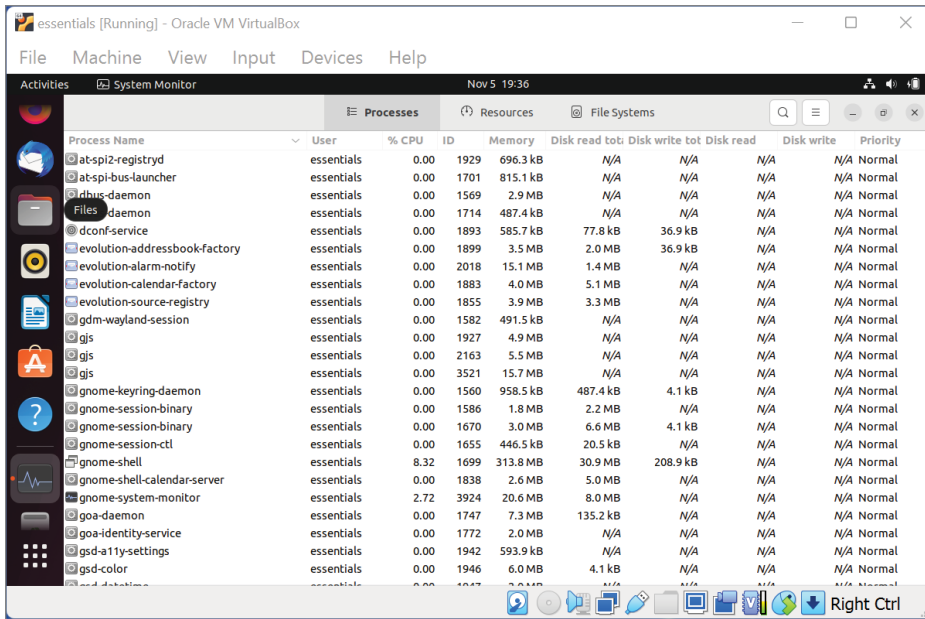 essentials [Running] - Oracle VM VirtualBox
File Machine View Input Devices Help
Activities System Monitor Nov 5 19:36
Processes Resources File Systems
Process Name User % CPU ID Memory Disk read tota Disk write tot Disk read Disk write Priority
at-spi2-registryd essentials 0.00 1929 696.3 kB N/A N/A N/A N/A Normal
at-spi-bus-launcher essentials 0.00 1701 815.1 kB N/A N/A N/A N/A Normal
dbus-daemon essentials 0.00 1569 2.9 MB N/A N/A N/A N/A Normal
Files daemon essentials 0.00 1714 487.4 kB N/A N/A N/A N/A Normal
dconf-service essentials 0.00 1893 585.7 kB 77.8 kB 36.9 kB N/A N/A Normal
evolution-addressbook-factory essentials 0.00 1899 3.5 MB 2.0 MB 36.9 kB N/A N/A Normal
evolution-alarm-notify essentials 0.00 2018 15.1 MB 1.4 MB N/A N/A N/A Normal
evolution-calendar-factory essentials 0.00 1883 4.0 MB 5.1 MB N/A N/A N/A Normal
evolution-source-registry essentials 0.00 1855 3.9 MB 3.3 MB N/A N/A N/A Normal
gdm-wayland-session essentials 0.00 1582 491.5 kB N/A N/A N/A N/A Normal
gjs essentials 0.00 1927 4.9 MB N/A N/A N/A N/A Normal
gjs essentials 0.00 2163 5.5 MB N/A N/A N/A N/A Normal
gjs essentials 0.00 3521 15.7 MB N/A N/A N/A N/A Normal
gnome-keyring-daemon essentials 0.00 1560 958.5 kB 487.4 kB 4.1 kB N/A N/A Normal
gnome-session-binary essentials 0.00 1586 1.8 MB 2.2 MB N/A N/A N/A Normal
gnome-session-binary essentials 0.00 1670 3.0 MB 6.6 MB 4.1 kB N/A N/A Normal
gnome-session-ctl essentials 0.00 1655 446.5 kB 20.5 kB N/A N/A N/A Normal
gnome-shell essentials 8.32 1699 313.8 MB 30.9 MB 208.9 kB N/A N/A Normal
gnome-shell-calendar-server essentials 0.00 1838 2.6 MB 5.0 MB N/A N/A N/A Normal
gnome-system-monitor essentials 2.72 3924 20.6 MB 8.0 MB N/A N/A N/A Normal
goa-daemon essentials 0.00 1747 7.3 MB 135.2 kB N/A N/A N/A Normal
goa-identity-service essentials 0.00 1772 2.0 MB N/A N/A N/A N/A Normal
gsd-a11y-settings essentials 0.00 1942 593.9 kB N/A N/A N/A N/A Normal
gsd-color essentials 0.00 1946 6.0 MB 4.1 kB N/A N/A N/A Normal
Right Ctrl